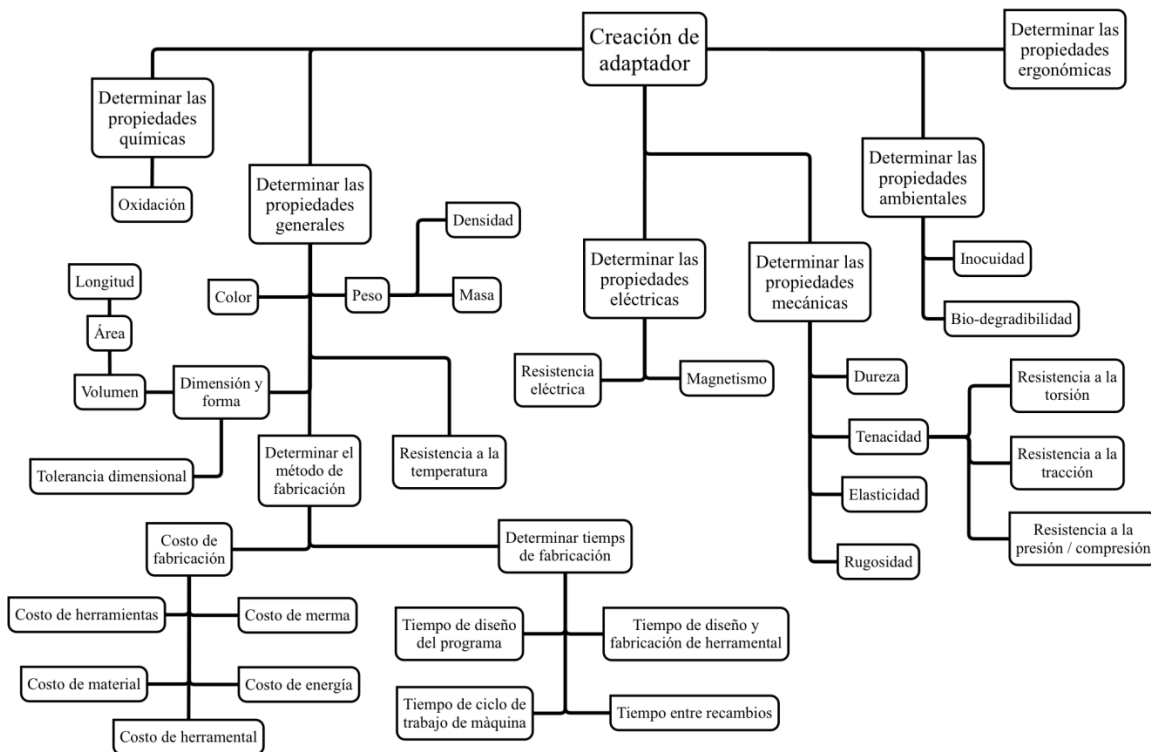 Creación de
adaptador
Determinar las
propiedades
ergonómicas
Determinar las
propiedades
químicas
Oxidación
Determinar las
propiedades
generales
Determinar las
propiedades
ambientales
Inocuidad
Bio-degradibilidad
Densidad
Color
Peso
Masa
Longitud
Área
Volumen
Dimensión y
forma
Tolerancia dimensional
Determinar el
método de
fabricación
Resistencia a la
temperatura
Determinar las
propiedades
eléctricas
Resistencia
eléctrica
Magnetismo
Determinar las
propiedades
mecánicas
Dureza
Tenacidad
Elasticidad
Rugosidad
Resistencia a la
torsión
Resistencia a la
tracción
Resistencia a la
presión / compresión
Costo de
fabricación
Costo de herramientas
Costo de merma
Costo de material
Costo de energía
Costo de herramental
Determinar tiemps
de fabricación
Tiempo de diseño
del programa
Tiempo de diseño y
fabricación de herramental
Tiempo de ciclo de
trabajo de màquina
Tiempo entre recambios